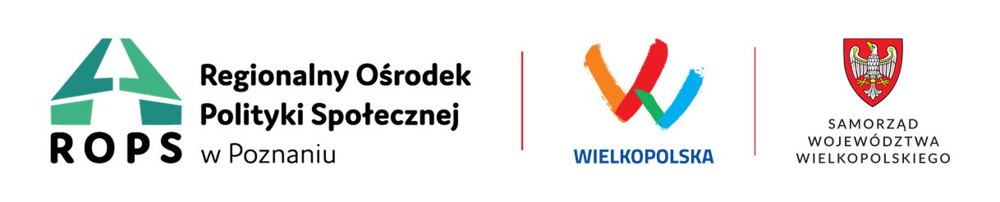 ROPS
Regionalny Ośrodek
Polityki Społecznej
w Poznaniu
WIELKOPOLSKA
SAMORZĄD
WOJEWÓDZTWA
WIELKOPOLSKIEGO